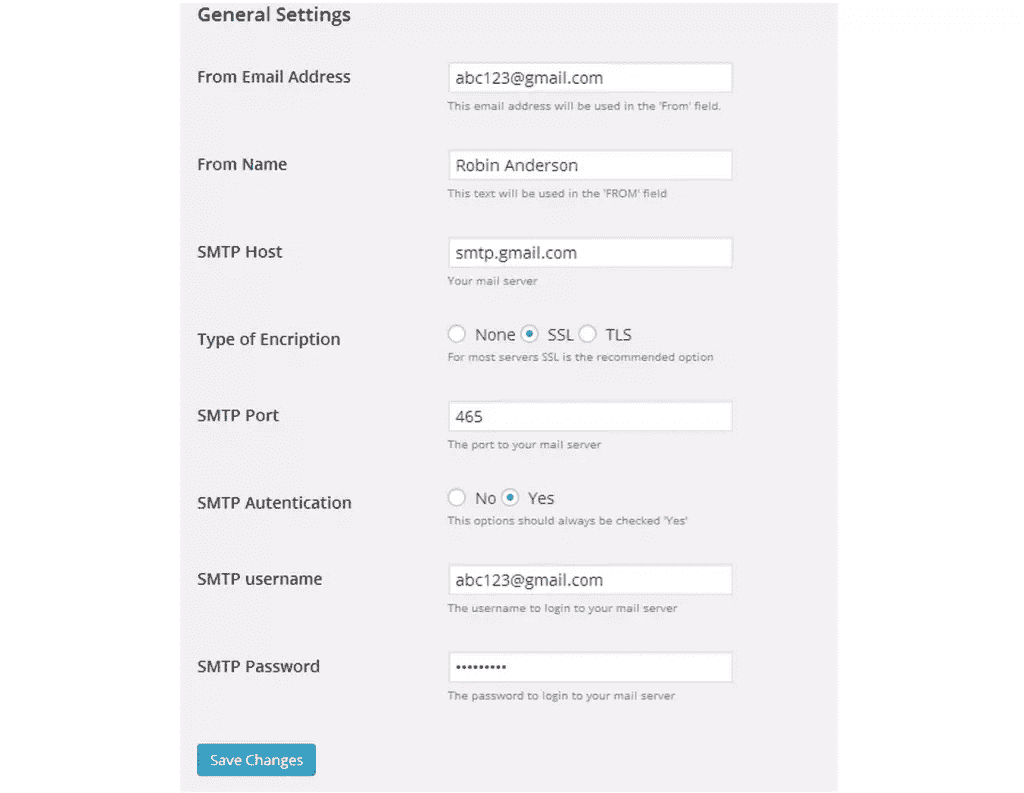 General Settings
From Email Address
abc123@gmail.com
This email address will be used in the 'From' field.
From Name
Robin Anderson
This text will be used in the 'FROM' field
SMTP Host
smtp.gmail.com
Your mail server
Type of Encription
None SSL TLS
For most servers SSL is the recommended option
SMTP Port
465
The port to your mail server
SMTP Autentication
No Yes
This options should always be checked 'Yes'
SMTP username
abc123@gmail.com
The username to login to your mail server
SMTP Password
•••••••••
The password to login to your mail server
Save Changes